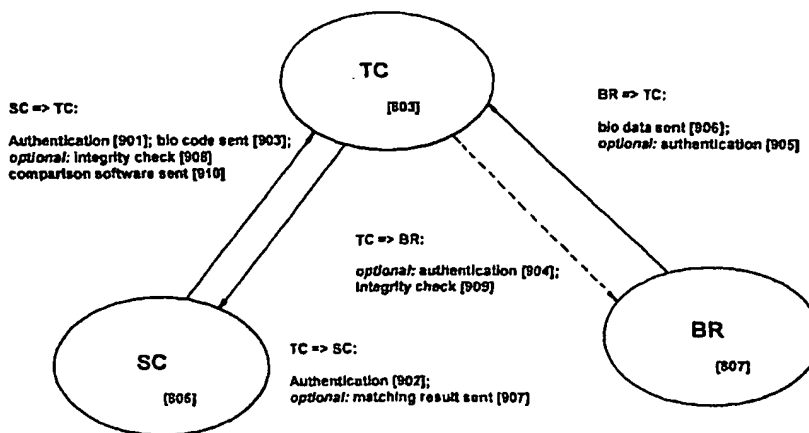 TC
[803]
SC => TC:
Authentication [901]; bio code sent [903];
optional: integrity check [908]
comparison software sent [910]
BR => TC:
bio data sent [906];
optional: authentication [905]
TC => BR:
optional: authentication [904];
integrity check [909]
SC
[805]
TC => SC:
Authentication [902];
optional: matching result sent [907]
BR
[807]